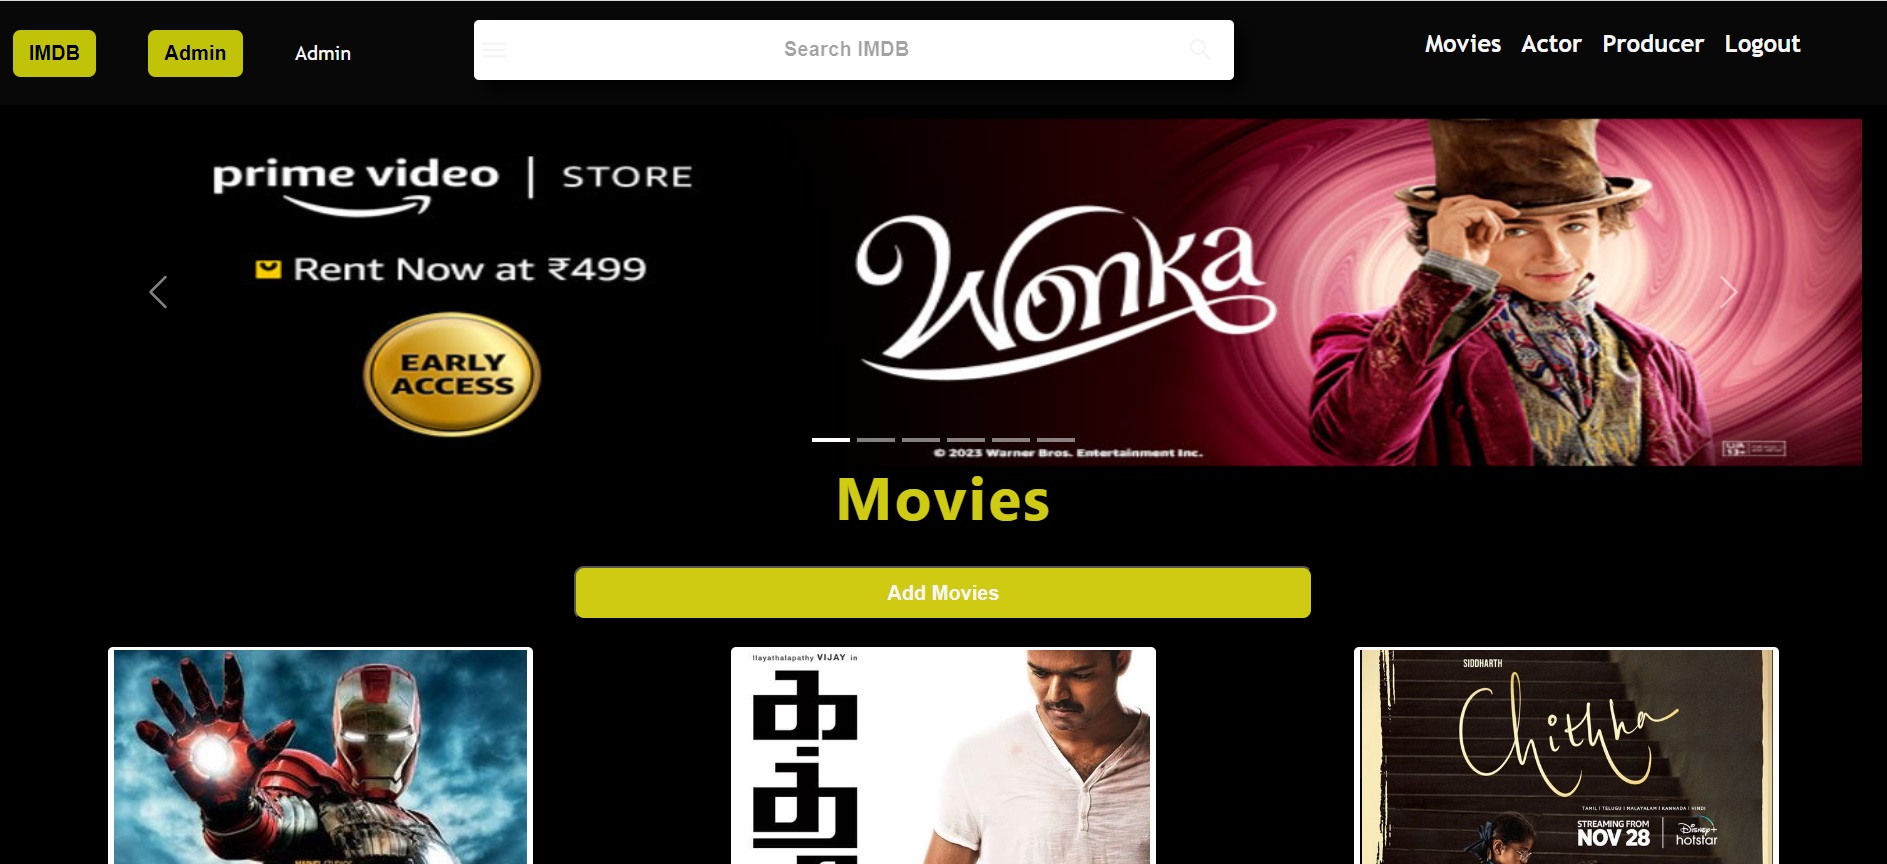 IMDB
Admin
Admin
Search IMDB
Movies Actor Producer Logout
prime video | STORE
Rent Now at ₹499
EARLY
ACCESS
Wonka
© 2023 Warner Bros. Entertainment Inc.
Movies
Add Movies
Ilayathalapathy VIJAY in
கத்
SIDDHARTH
Chithha
TAMIL | TELUGU | MALAYALAM | KANNADA | HINDI
STREAMING FROM
NOV 28
Disney+
hotstar
MARVEL STUDIOS